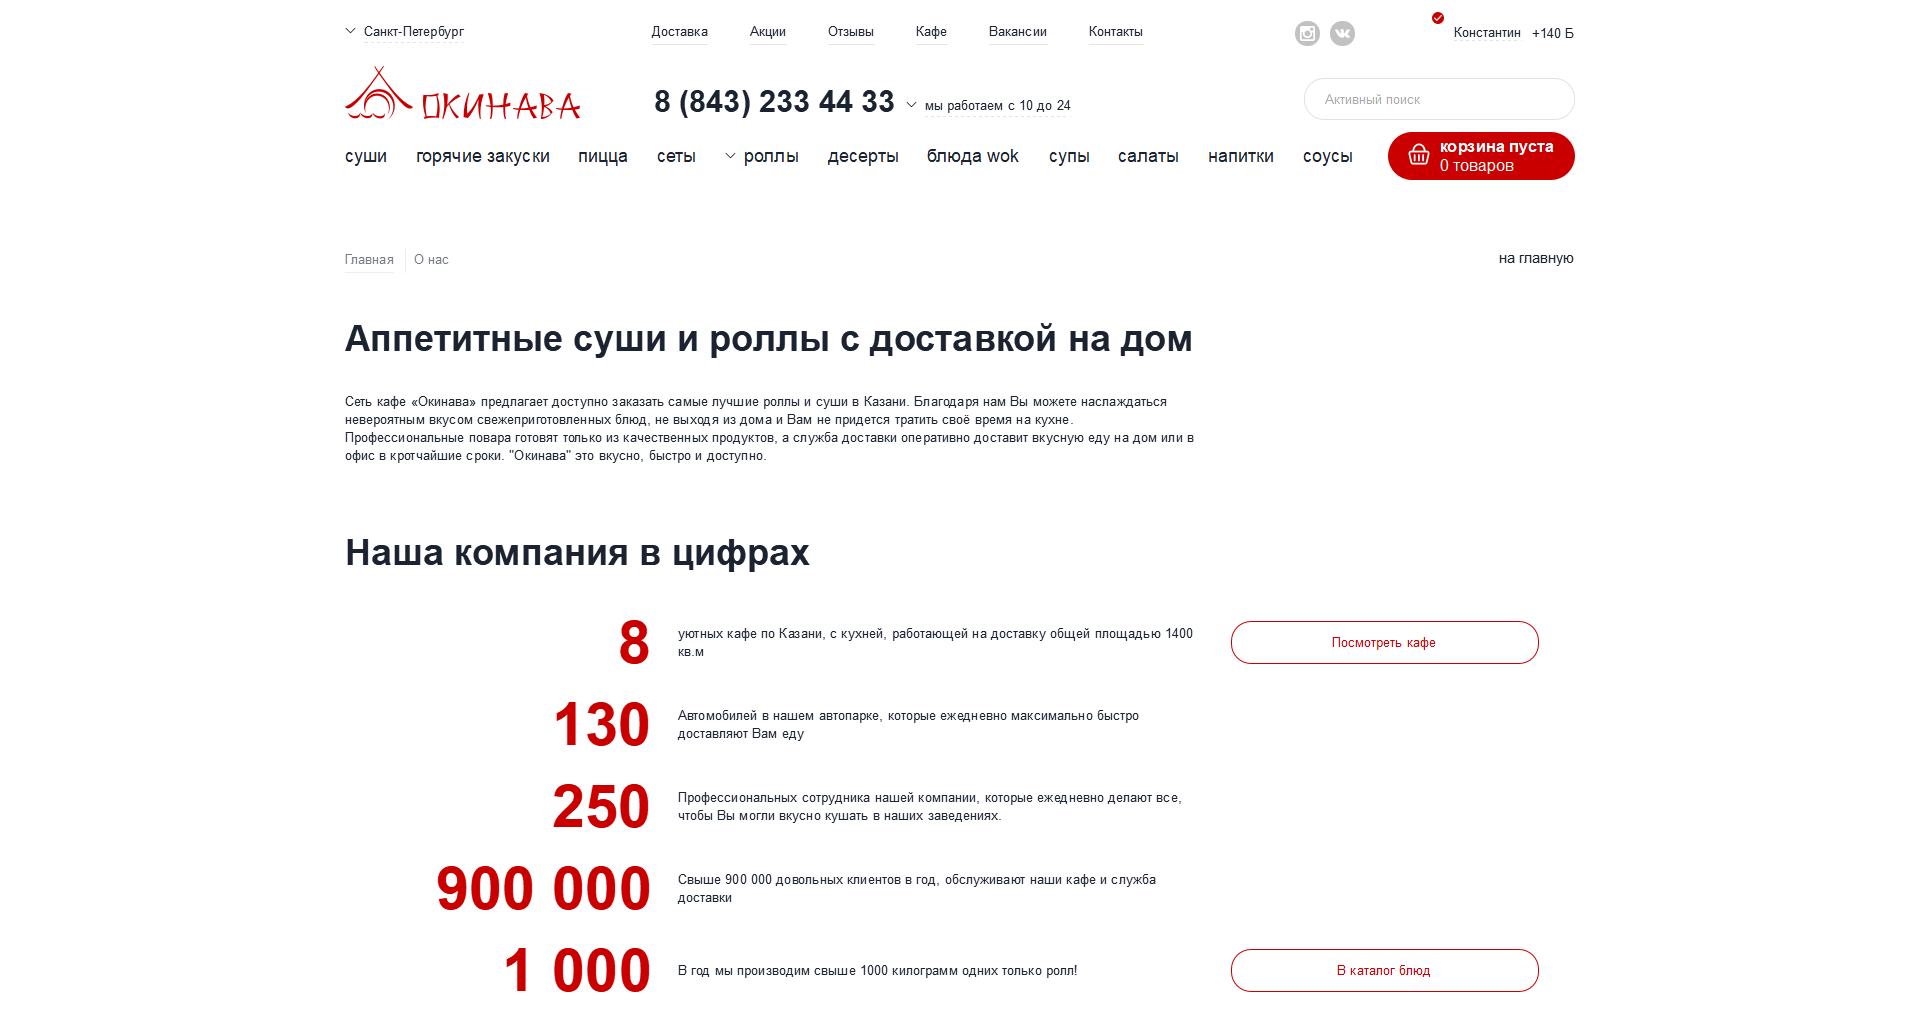 Санкт-Петербург
Доставка Акции Отзывы Кафе Вакансии Контакты
Константин +140 Б
ОКИНАВА
8 (843) 233 44 33 мы работаем с 10 до 24
Активный поиск
суши горячие закуски пицца сеты роллы десерты блюда wok супы салаты напитки соусы
корзина пуста
0 товаров
Главная О нас
на главную
Аппетитные суши и роллы с доставкой на дом
Сеть кафе «Окинава» предлагает доступно заказать самые лучшие роллы и суши в Казани. Благодаря нам Вы можете наслаждаться
невероятным вкусом свежеприготовленных блюд, не выходя из дома и Вам не придется тратить своё время на кухне.
Профессиональные повара готовят только из качественных продуктов, а служба доставки оперативно доставит вкусную еду на дом или в
офис в кротчайшие сроки. "Окинава" это вкусно, быстро и доступно.
Наша компания в цифрах
8
уютных кафе по Казани, с кухней, работающей на доставку общей площадью 1400
кв.м
Посмотреть кафе
130
Автомобилей в нашем автопарке, которые ежедневно максимально быстро
доставляют Вам еду
250
Профессиональных сотрудника нашей компании, которые ежедневно делают все,
чтобы Вы могли вкусно кушать в наших заведениях.
900 000
Свыше 900 000 довольных клиентов в год, обслуживают наши кафе и служба
доставки
1 000
В год мы производим свыше 1000 килограмм одних только ролл!
В каталог блюд